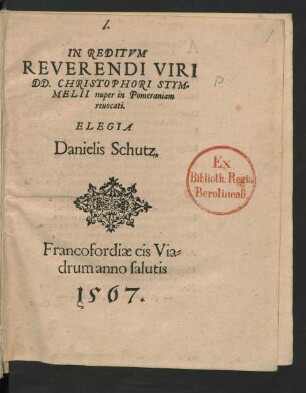 1.
IN REDITVM
REVERENDI VIRI
DD. CHRISTOPHORI STYM-
MELII nuper in Pomeraniam
reuocati.
ELEGIA
Danielis Schutz.
Ex
Biblioth. Regia
Berolinensi.
Francofordiæ cis Via-
drum anno salutis
1567.